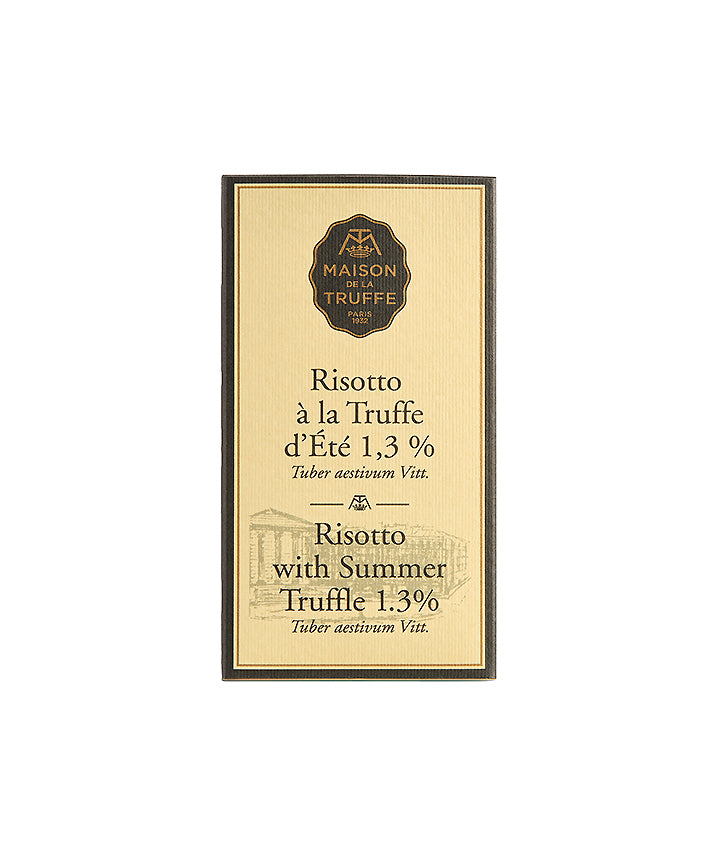 MAISON
DE LA
TRUFFE
PARIS
1932
Risotto
à la Truffe
d'Été 1,3 %
Tuber aestivum Vitt.
Risotto
with Summer
Truffle 1.3%
Tuber aestivum Vitt.